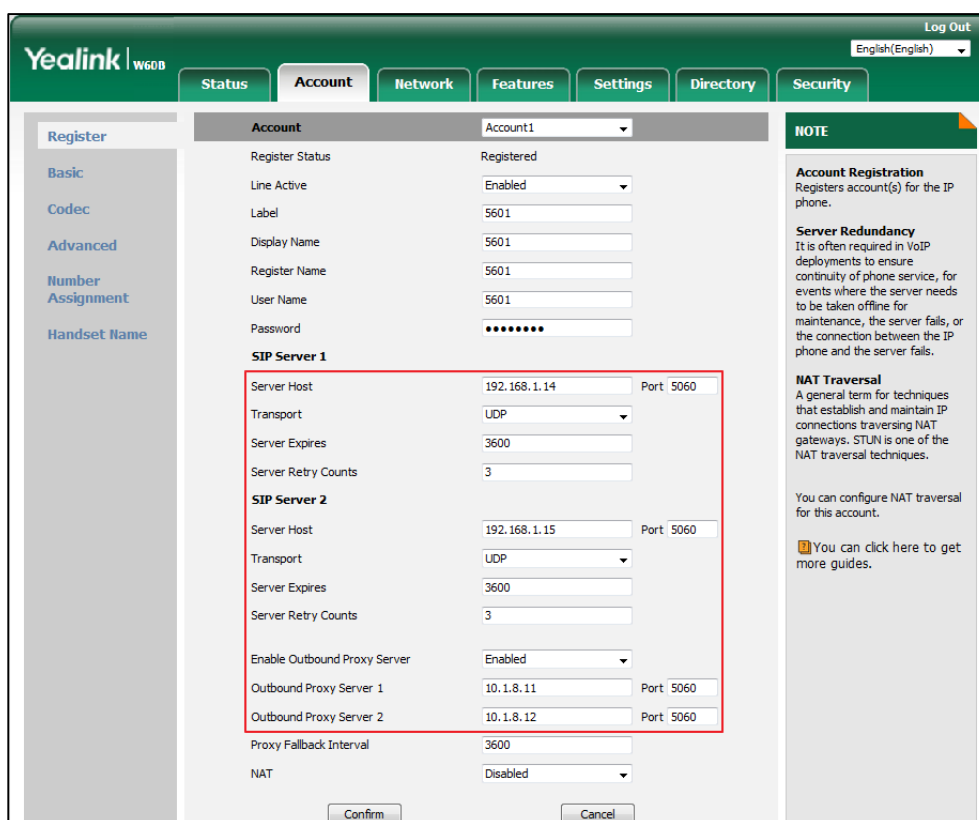 Log Out
Yealink | W60B
English(English)
Status Account Network Features Settings Directory Security
Register
Basic
Codec
Advanced
Number
Assignment
Handset Name
Account Account1
Register Status Registered
Line Active Enabled
Label 5601
Display Name 5601
Register Name 5601
User Name 5601
Password ••••••••
SIP Server 1
Server Host 192.168.1.14 Port 5060
Transport UDP
Server Expires 3600
Server Retry Counts 3
SIP Server 2
Server Host 192.168.1.15 Port 5060
Transport UDP
Server Expires 3600
Server Retry Counts 3
Enable Outbound Proxy Server Enabled
Outbound Proxy Server 1 10.1.8.11 Port 5060
Outbound Proxy Server 2 10.1.8.12 Port 5060
Proxy Fallback Interval 3600
NAT Disabled
Confirm Cancel
NOTE
Account Registration
Registers account(s) for the IP
phone.
Server Redundancy
It is often required in VoIP
deployments to ensure
continuity of phone service, for
events where the server needs
to be taken offline for
maintenance, the server fails, or
the connection between the IP
phone and the server fails.
NAT Traversal
A general term for techniques
that establish and maintain IP
connections traversing NAT
gateways. STUN is one of the
NAT traversal techniques.
You can configure NAT traversal
for this account.
? You can click here to get
more guides.